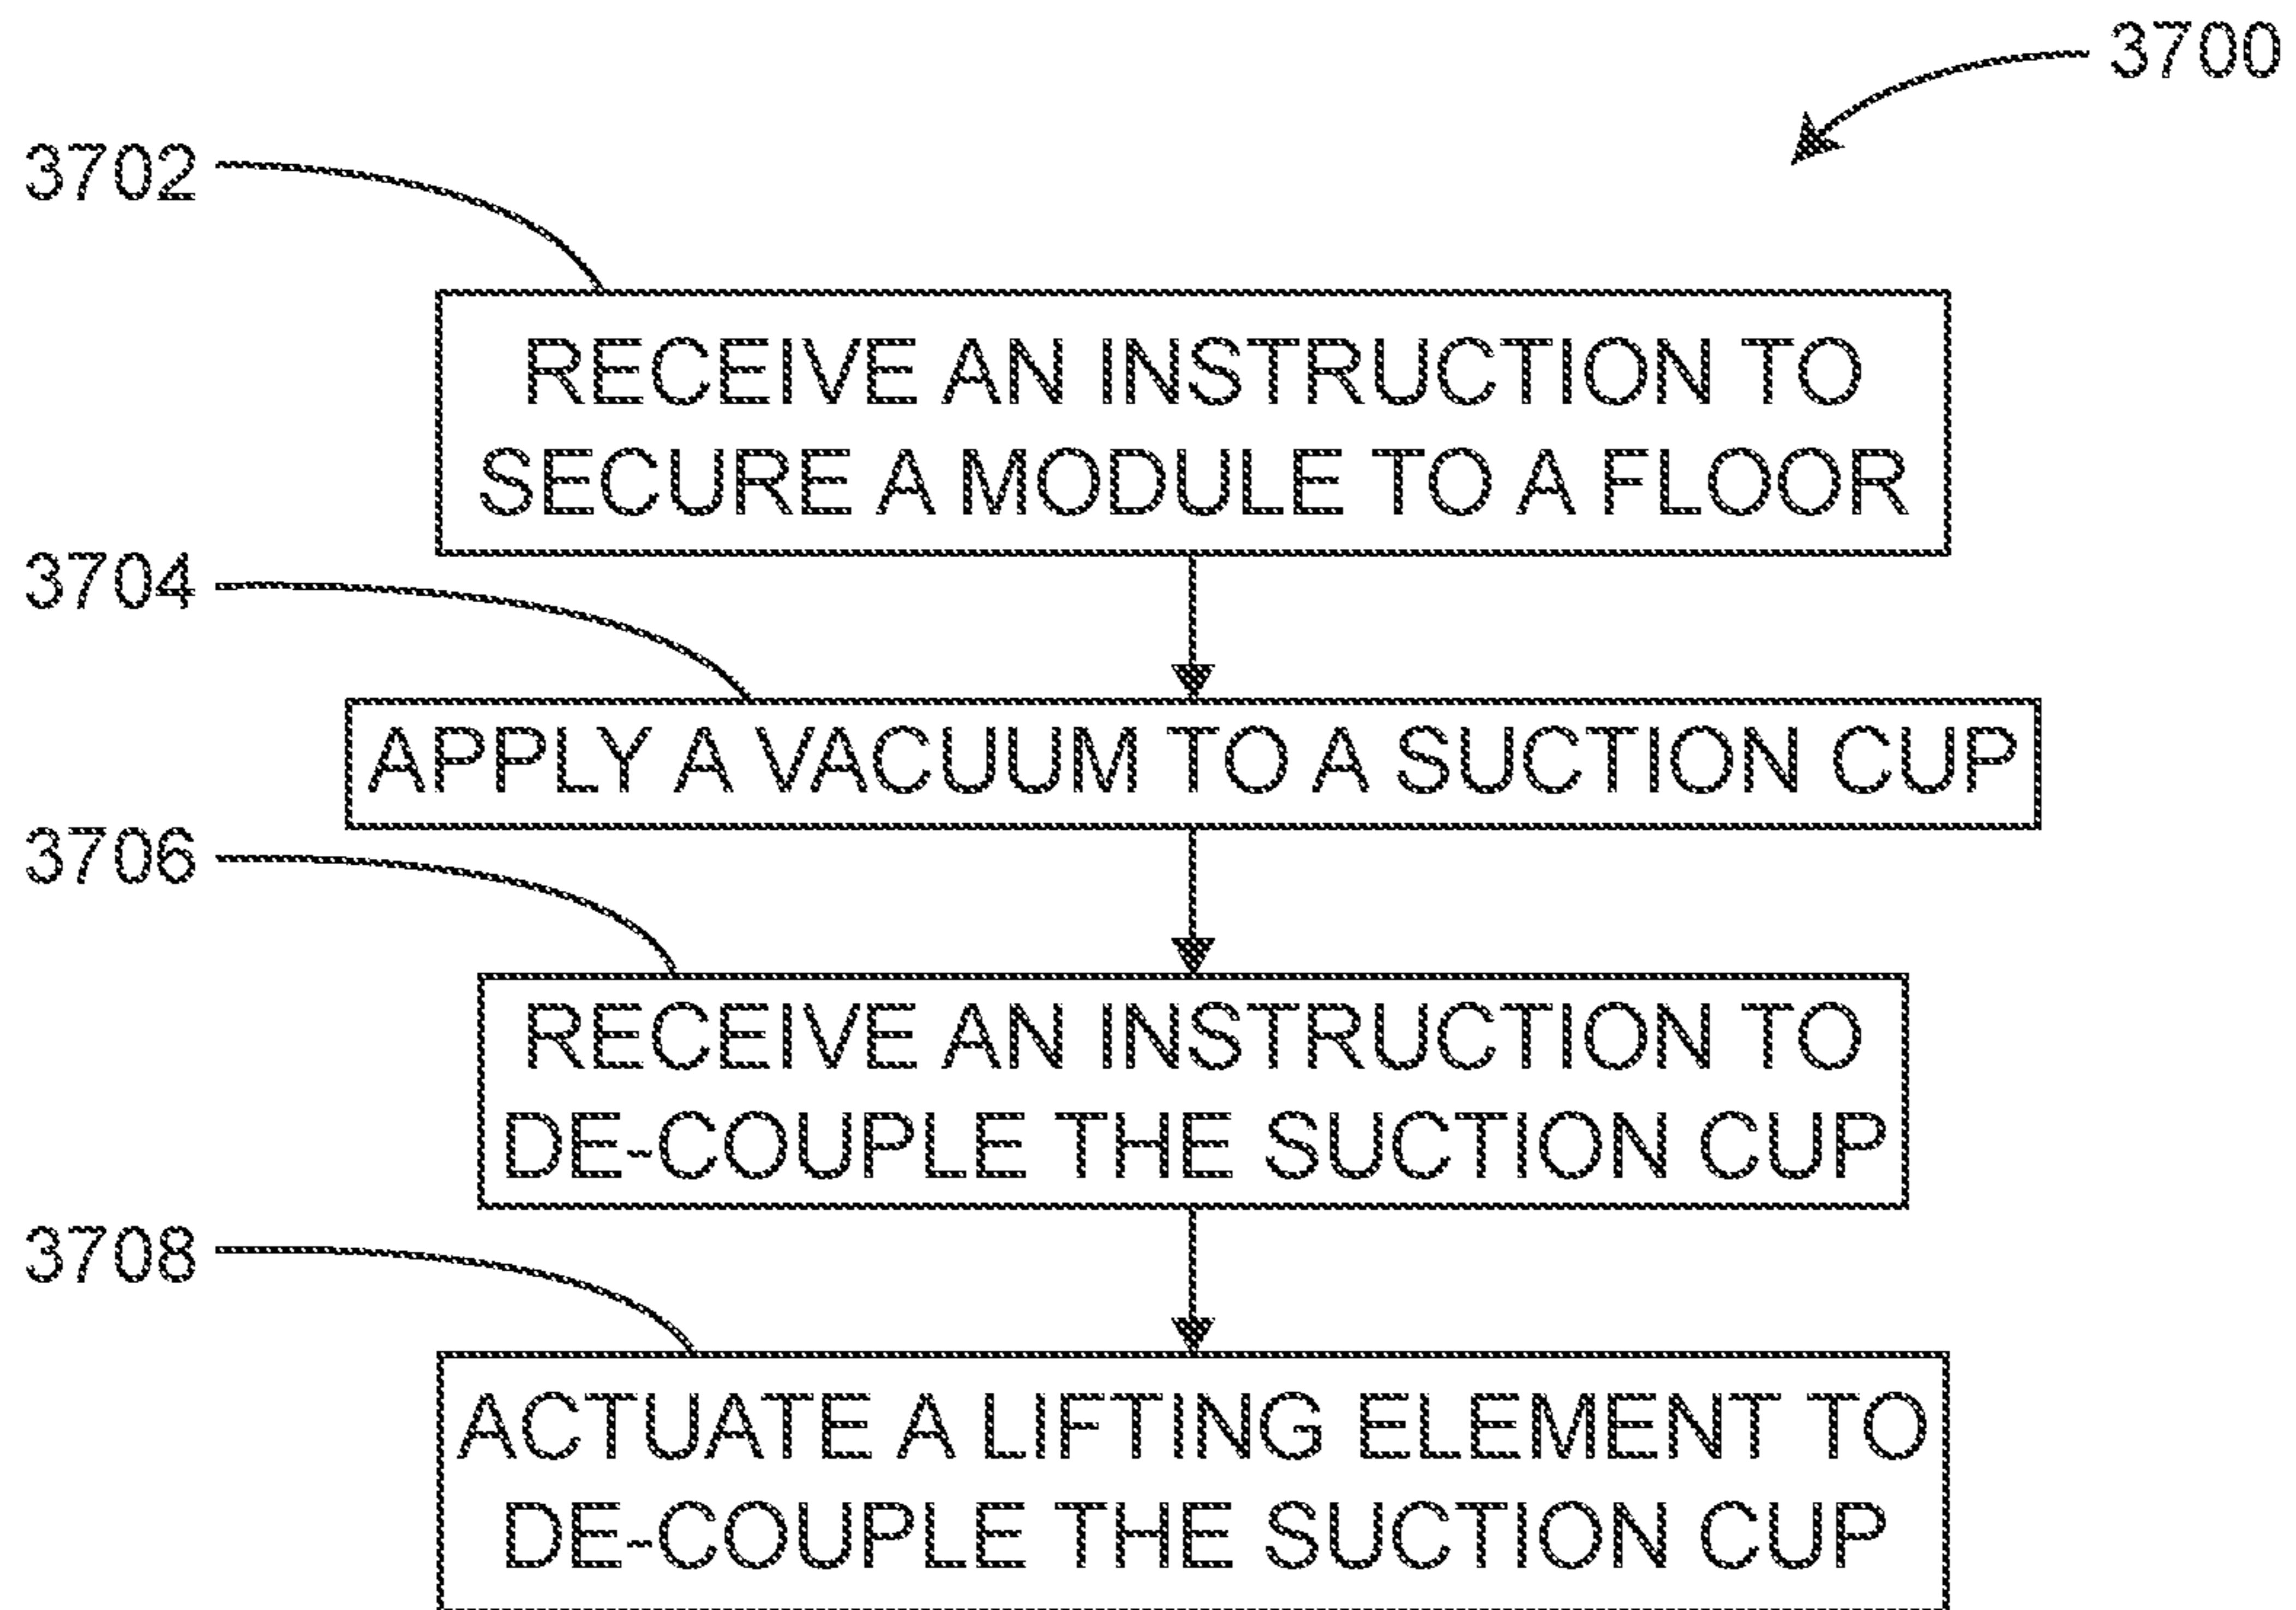 3700
3702
RECEIVE AN INSTRUCTION TO
SECURE A MODULE TO A FLOOR
3704
APPLY A VACUUM TO A SUCTION CUP
3706
RECEIVE AN INSTRUCTION TO
DE-COUPLE THE SUCTION CUP
3708
ACTUATE A LIFTING ELEMENT TO
DE-COUPLE THE SUCTION CUP